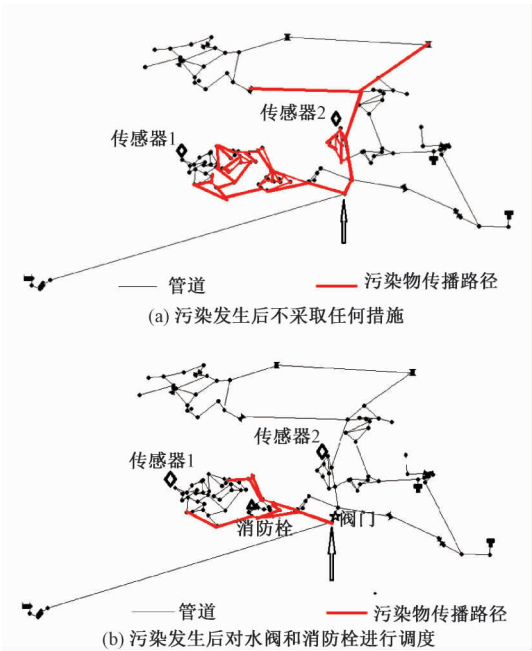 传感器2
传感器1
管道 污染物传播路径
(a) 污染发生后不采取任何措施
传感器2
传感器1
消防栓 阀门
管道 污染物传播路径
(b) 污染发生后对水阀和消防栓进行调度